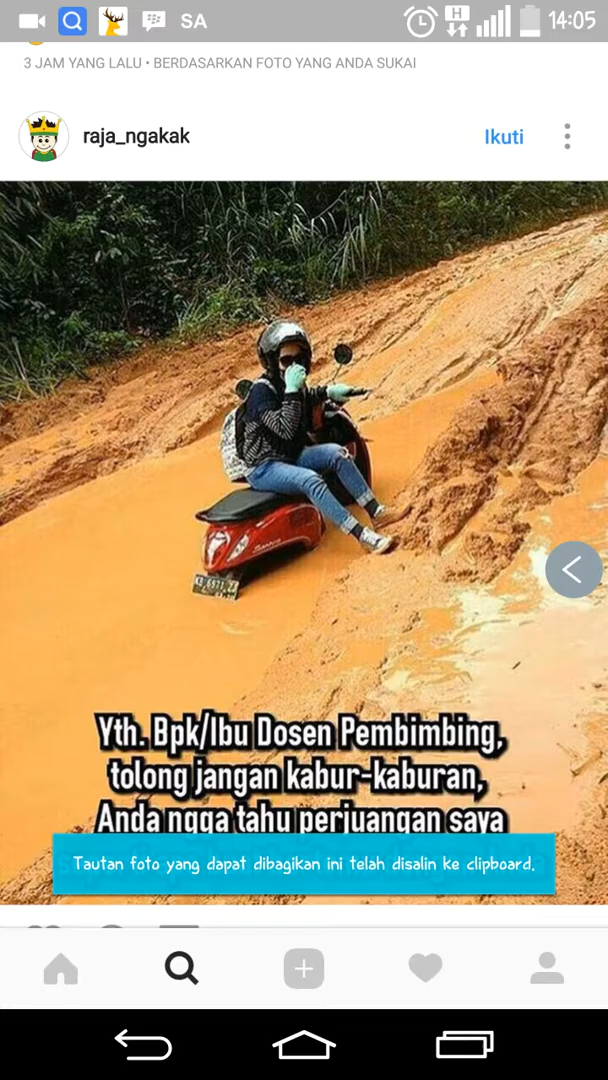 SA
H
14:05
3 JAM YANG LALU • BERDASARKAN FOTO YANG ANDA SUKAI
raja_ngakak
Ikuti
Yth. Bpk/Ibu Dosen Pembimbing,
tolong jangan kabur-kaburan,
Anda ngga tahu perjuangan saya
Tautan foto yang dapat dibagikan ini telah disalin ke clipboard.